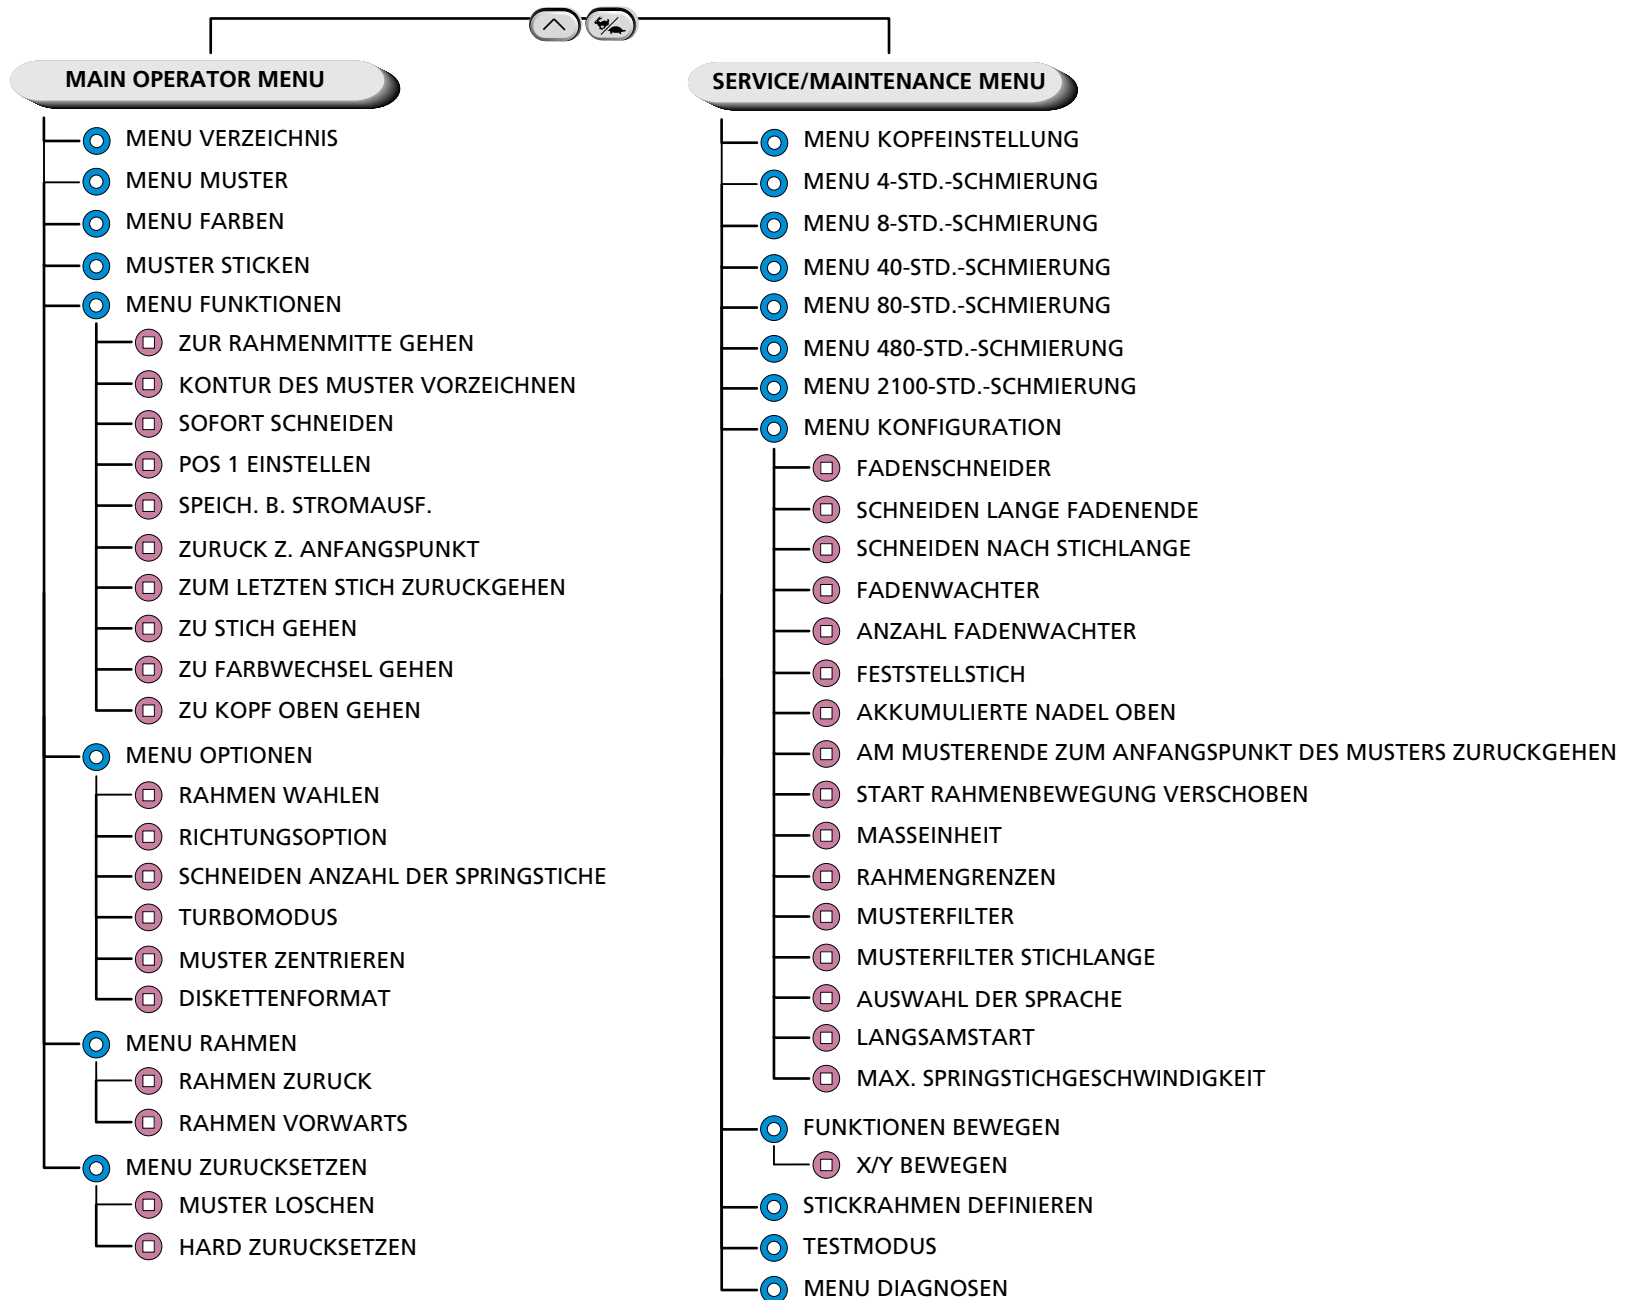 MAIN OPERATOR MENU
MENU VERZEICHNIS
MENU MUSTER
MENU FARBEN
MUSTER STICKEN
MENU FUNKTIONEN
ZUR RAHMENMITTE GEHEN
KONTUR DES MUSTER VORZEICHNEN
SOFORT SCHNEIDEN
POS 1 EINSTELLEN
SPEICH. B. STROMAUSF.
ZURUCK Z. ANFANGSPUNKT
ZUM LETZTEN STICH ZURUCKGEHEN
ZU STICH GEHEN
ZU FARBWECHSEL GEHEN
ZU KOPF OBEN GEHEN
MENU OPTIONEN
RAHMEN WAHLEN
RICHTUNGSOPTION
SCHNEIDEN ANZAHL DER SPRINGSTICHE
TURBOMODUS
MUSTER ZENTRIEREN
DISKETTENFORMAT
MENU RAHMEN
RAHMEN ZURUCK
RAHMEN VORWARTS
MENU ZURUCKSETZEN
MUSTER LOSCHEN
HARD ZURUCKSETZEN
SERVICE/MAINTENANCE MENU
MENU KOPFEINSTELLUNG
MENU 4-STD.-SCHMIERUNG
MENU 8-STD.-SCHMIERUNG
MENU 40-STD.-SCHMIERUNG
MENU 80-STD.-SCHMIERUNG
MENU 480-STD.-SCHMIERUNG
MENU 2100-STD.-SCHMIERUNG
MENU KONFIGURATION
FADENSCHNEIDER
SCHNEIDEN LANGE FADENENDE
SCHNEIDEN NACH STICHLANGE
FADENWACHTER
ANZAHL FADENWACHTER
FESTSTELLSTICH
AKKUMULIERTE NADEL OBEN
AM MUSTERENDE ZUM ANFANGSPUNKT DES MUSTERS ZURUCKGEHEN
START RAHMENBEWEGUNG VERSCHOBEN
MASSEINHEIT
RAHMENGRENZEN
MUSTERFILTER
MUSTERFILTER STICHLANGE
AUSWAHL DER SPRACHE
LANGSAMSTART
MAX. SPRINGSTICHGESCHWINDIGKEIT
FUNKTIONEN BEWEGEN
X/Y BEWEGEN
STICKRAHMEN DEFINIEREN
TESTMODUS
MENU DIAGNOSEN